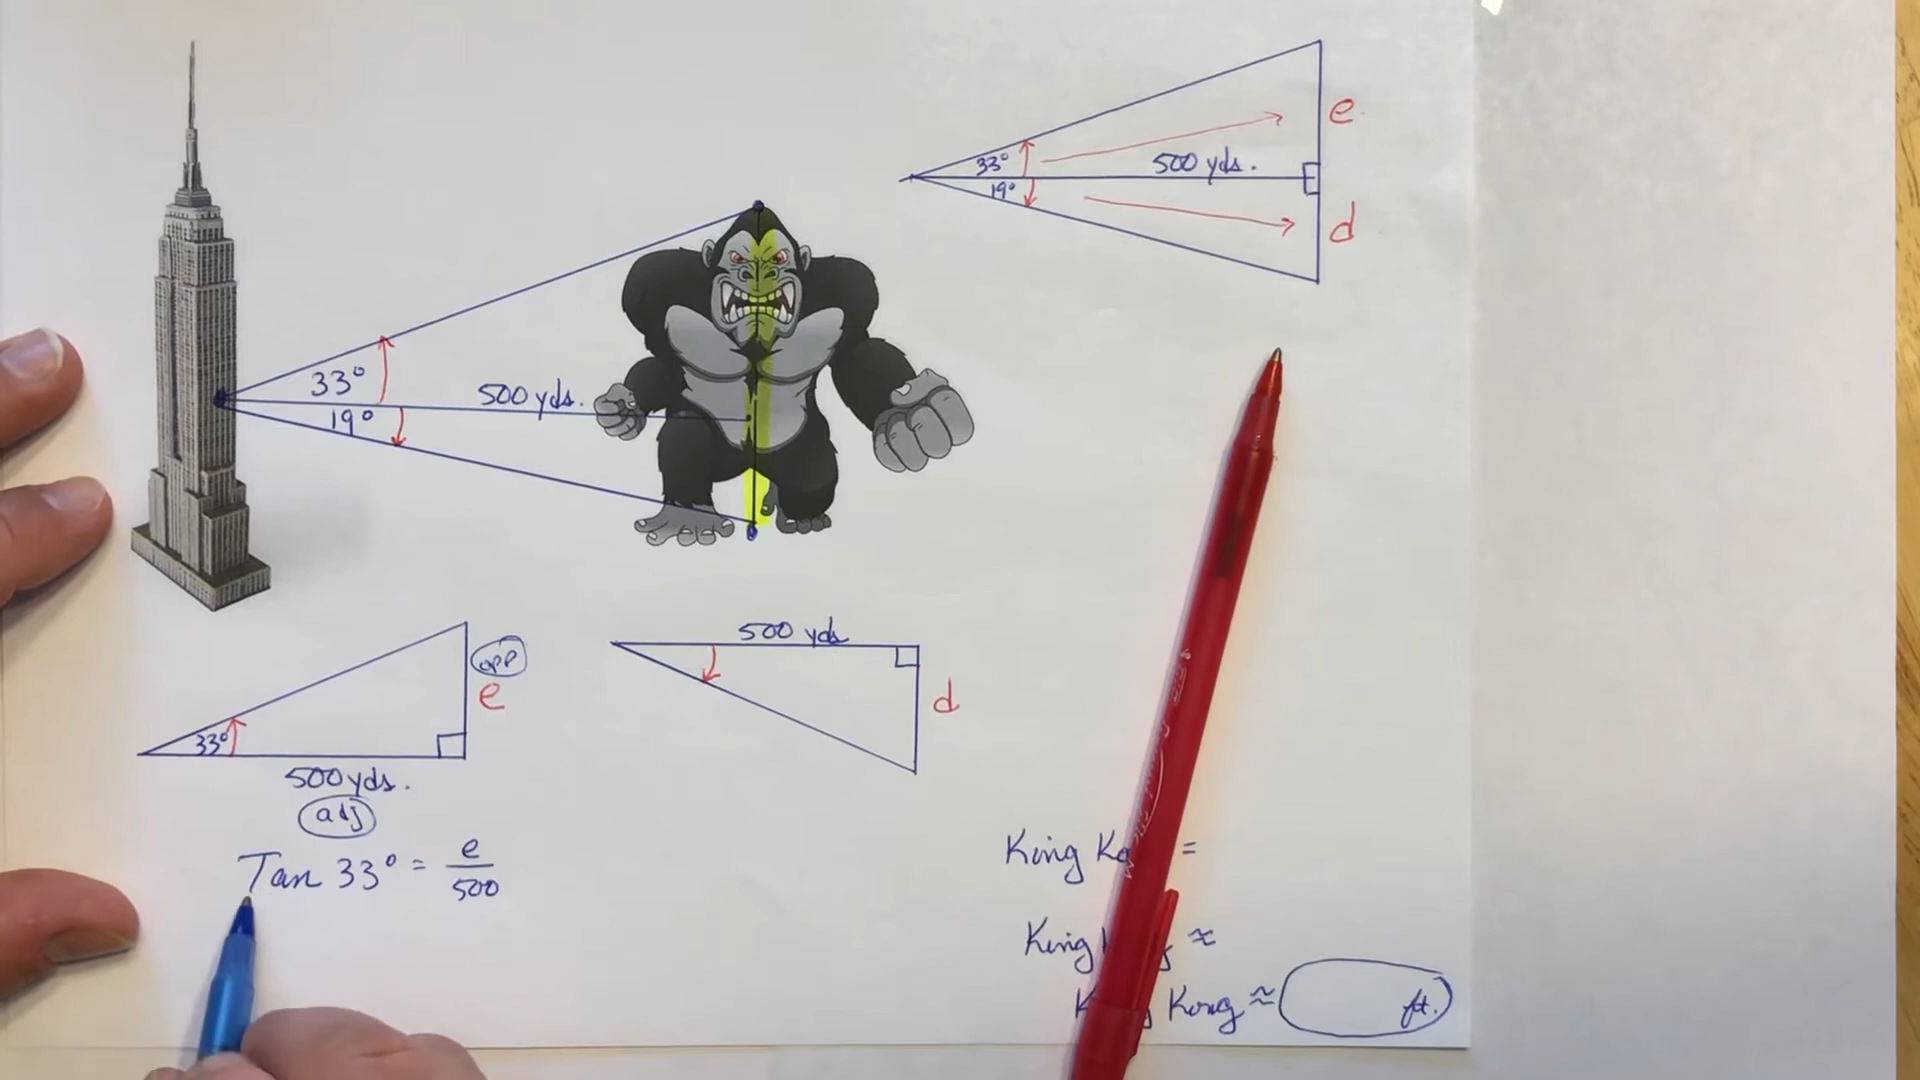 e
33°
500 yds.
19°
d
33°
500 yds.
19°
500 yds
opp
e
33°
d
500 yds.
adj
Tan 33° = e/500
King =
King ≈
Kong ≈ ft.